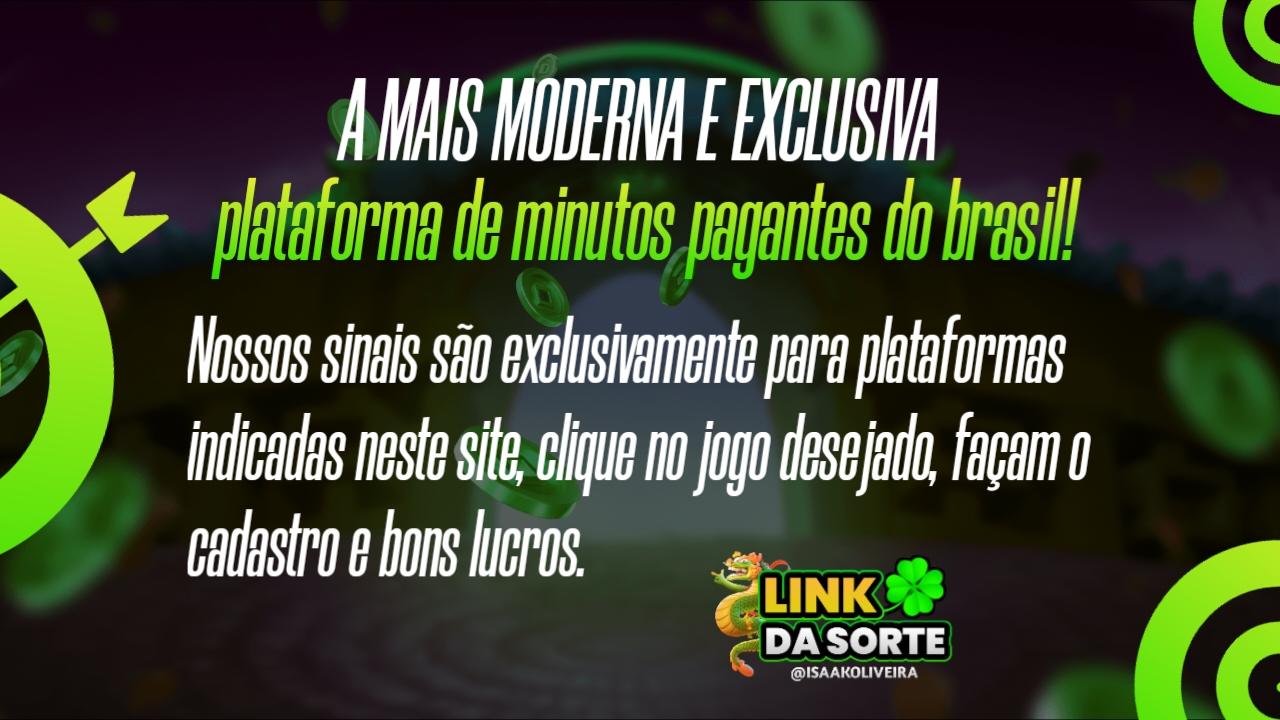 A MAIS MODERNA E EXCLUSIVA
plataforma de minutos pagantes do brasil!
Nossos sinais são exclusivamente para plataformas
indicadas neste site, clique no jogo desejado, façam o
cadastro e bons lucros.
LINK
DA SORTE
@ISAAKOLIVEIRA